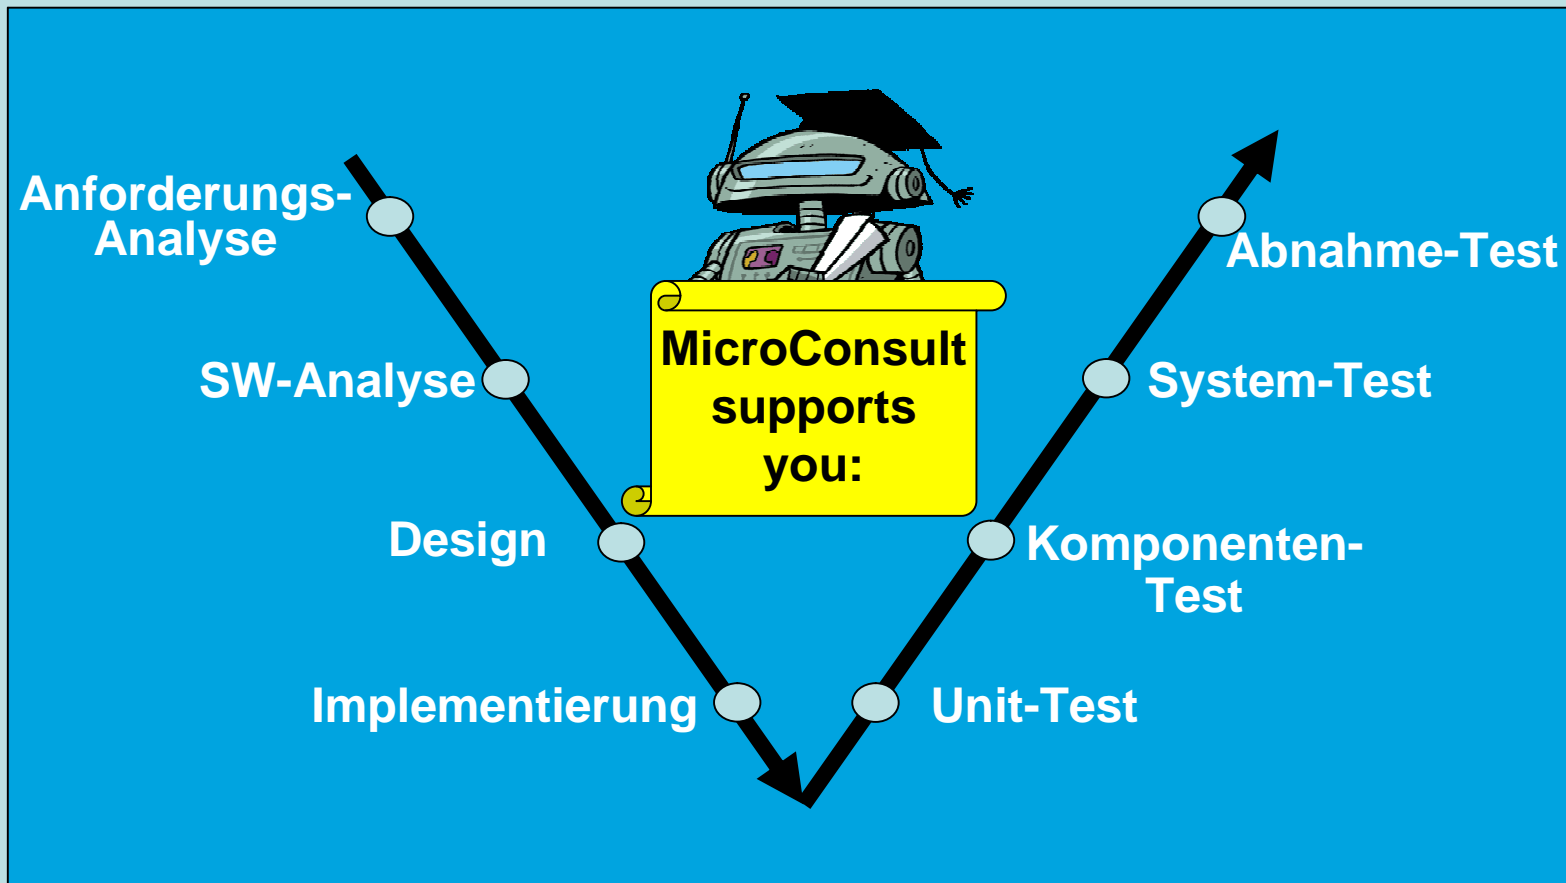 Anforderungs-
Analyse
SW-Analyse
Design
Implementierung
MicroConsult
supports
you:
Abnahme-Test
System-Test
Komponenten-
Test
Unit-Test